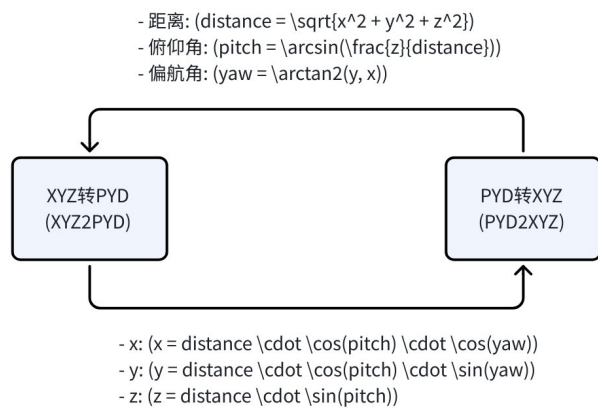 - 距离: (distance = \sqrt{x^2 + y^2 + z^2})
- 俯仰角: (pitch = \arcsin(\frac{z}{distance}))
- 偏航角: (yaw = \arctan2(y, x))
XYZ转PYD
(XYZ2PYD)
PYD转XYZ
(PYD2XYZ)
- x: (x = distance \cdot \cos(pitch) \cdot \cos(yaw))
- y: (y = distance \cdot \cos(pitch) \cdot \sin(yaw))
- z: (z = distance \cdot \sin(pitch))